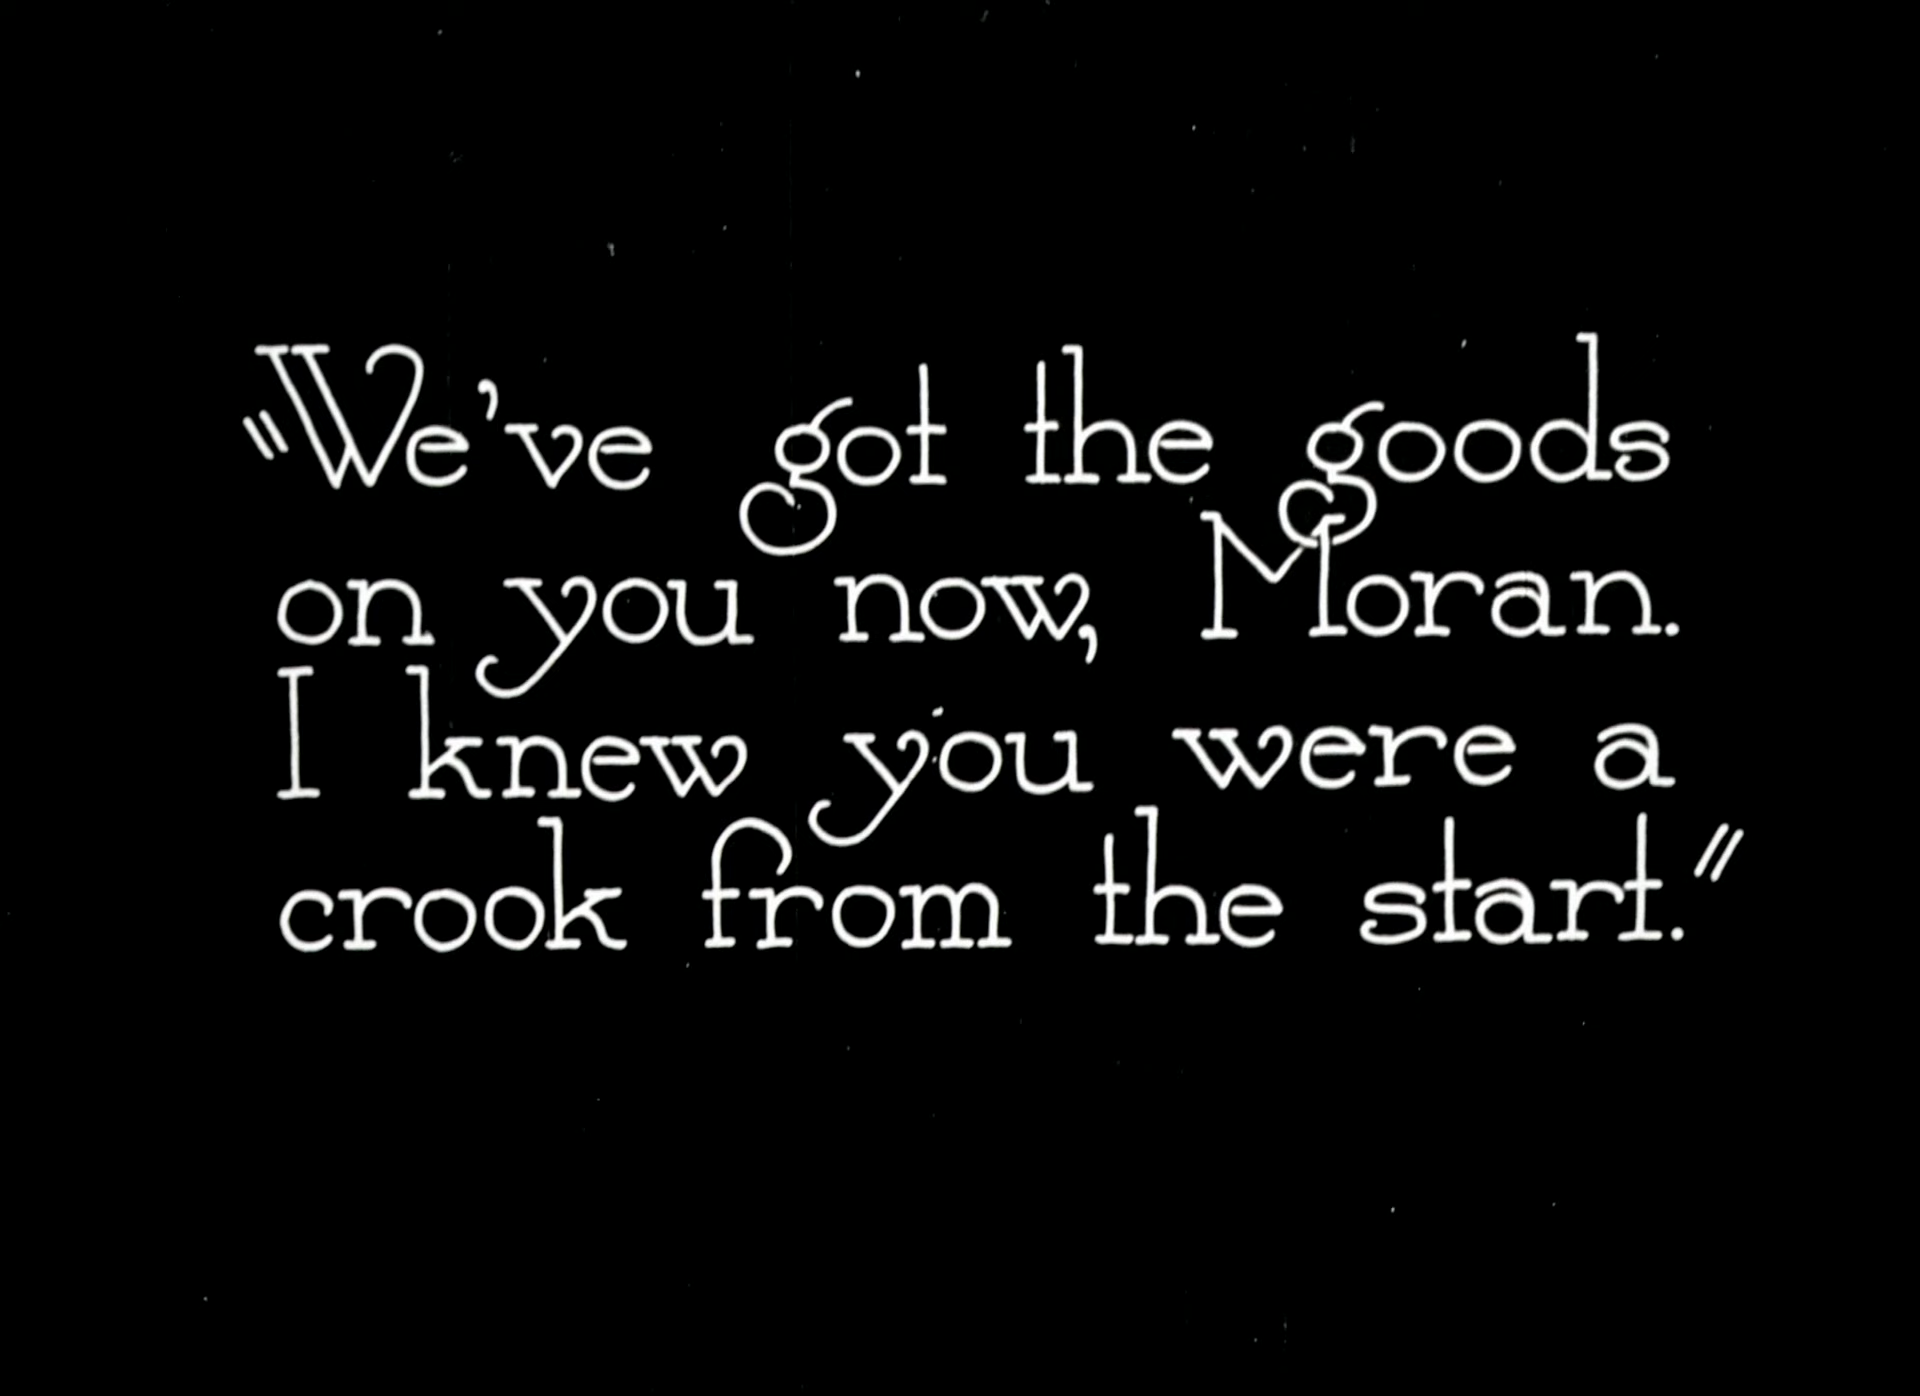 "We've got the goods
on you now, Moran.
I knew you were a
crook from the start."